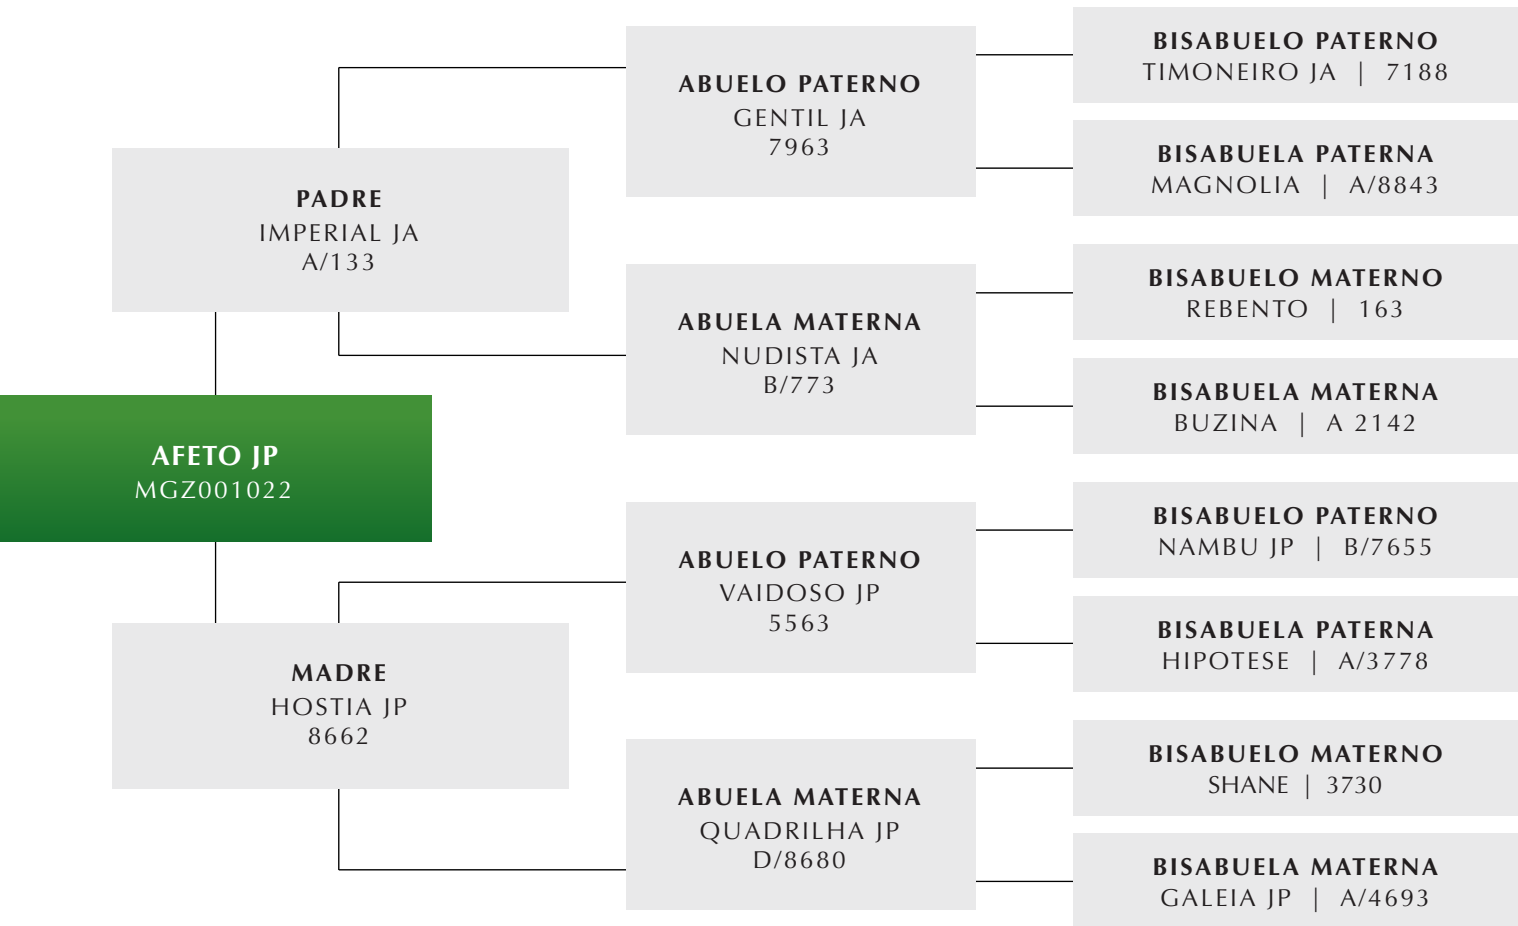 AFETO JP
MGZ001022
PADRE
IMPERIAL JA
A/133
MADRE
HOSTIA JP
8662
ABUELO PATERNO
GENTIL JA
7963
ABUELA MATERNA
NUDISTA JA
B/773
ABUELO PATERNO
VAIDOSO JP
5563
ABUELA MATERNA
QUADRILHA JP
D/8680
BISABUELO PATERNO
TIMONEIRO JA | 7188
BISABUELA PATERNA
MAGNOLIA | A/8843
BISABUELO MATERNO
REBENTO | 163
BISABUELA MATERNA
BUZINA | A 2142
BISABUELO PATERNO
NAMBU JP | B/7655
BISABUELA PATERNA
HIPOTESE | A/3778
BISABUELO MATERNO
SHANE | 3730
BISABUELA MATERNA
GALEIA JP | A/4693